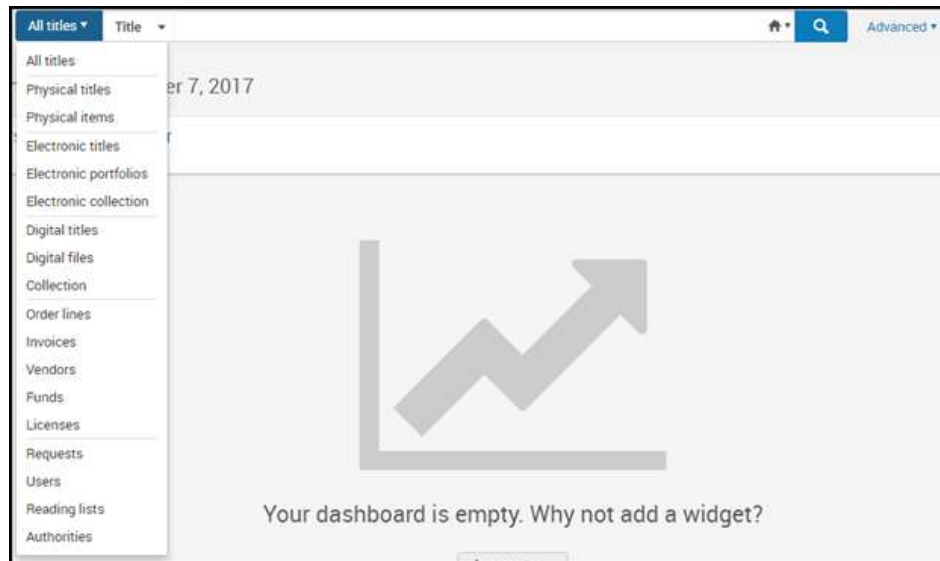 All titles Title Advanced
All titles
Physical titles
er 7, 2017
Physical items
Electronic titles
Electronic portfolios
Electronic collection
Digital titles
Digital files
Collection
Order lines
Invoices
Vendors
Funds
Licenses
Requests
Users
Reading lists
Your dashboard is empty. Why not add a widget?
Authorities